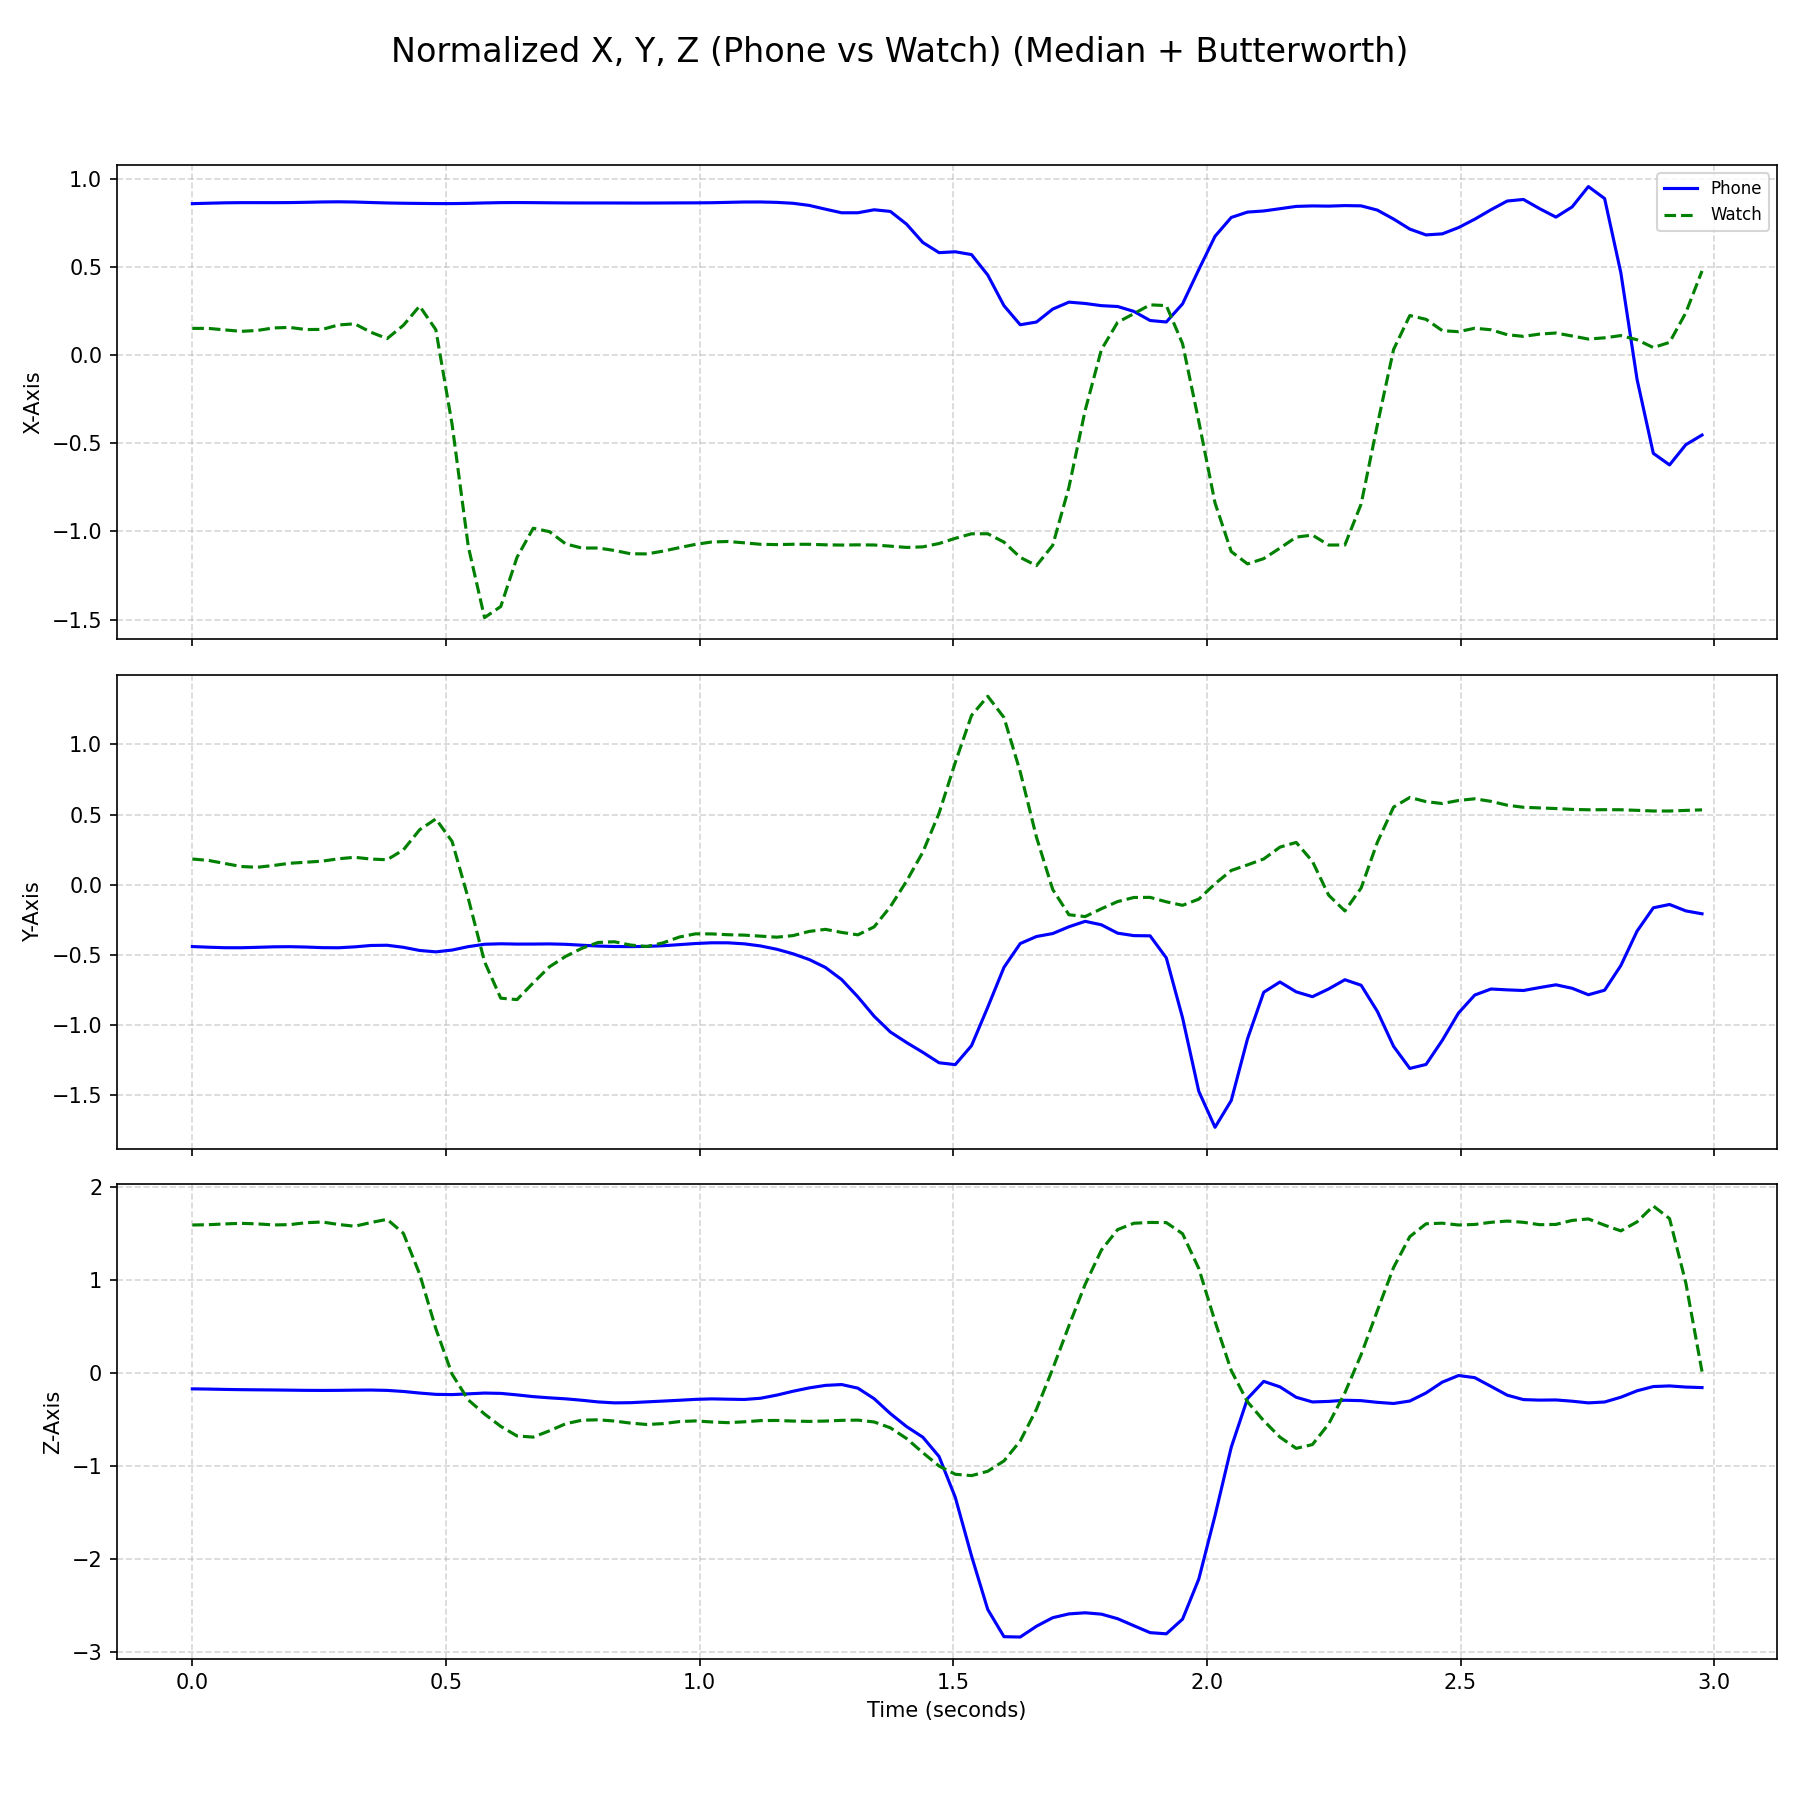 Normalized X, Y, Z (Phone vs Watch) (Median + Butterworth)
Phone
Watch
X-Axis
1.0
0.5
0.0
−0.5
−1.0
−1.5
Y-Axis
1.0
0.5
0.0
−0.5
−1.0
−1.5
Z-Axis
2
1
0
−1
−2
−3
0.0 0.5 1.0 1.5 2.0 2.5 3.0
Time (seconds)